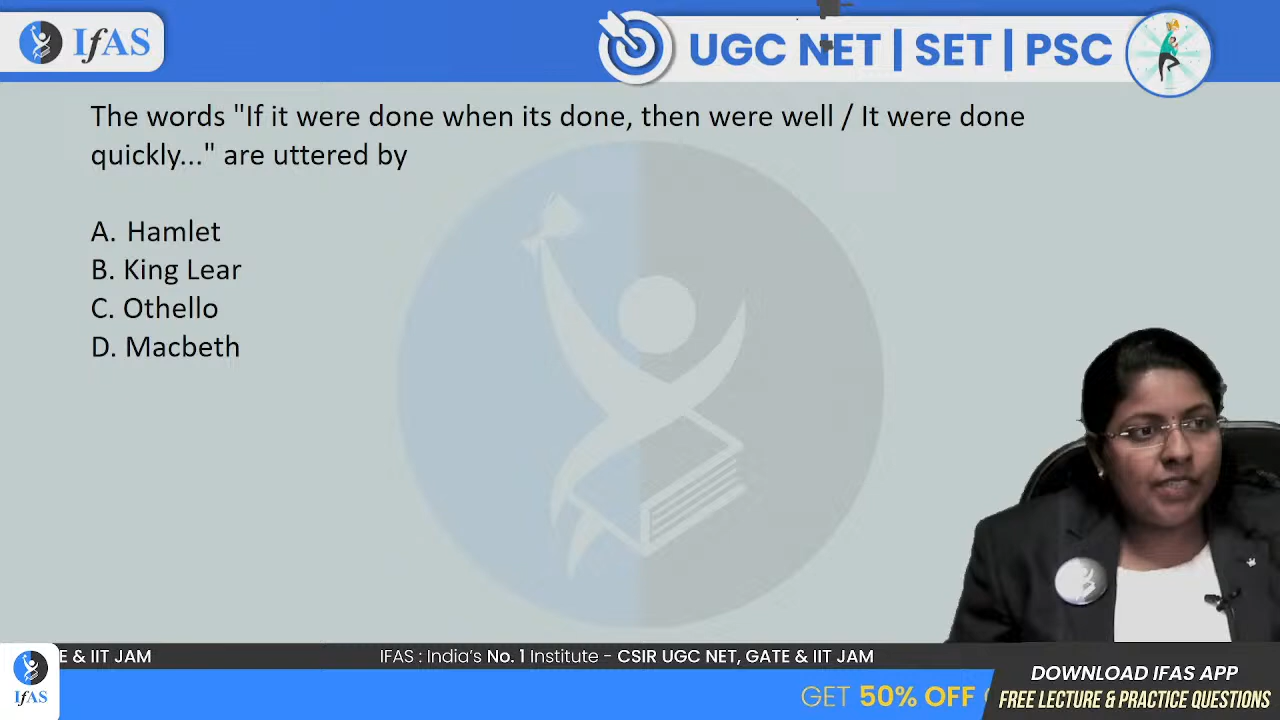 IfAS
UGC NET | SET | PSC
The words "If it were done when its done, then were well / It were done
quickly..." are uttered by
A. Hamlet
B. King Lear
C. Othello
D. Macbeth
E & IIT JAM
IFAS : India's No. 1 Institute - CSIR UGC NET, GATE & IIT JAM
IfAS
GET 50% OFF
DOWNLOAD IFAS APP
FREE LECTURE & PRACTICE QUESTIONS